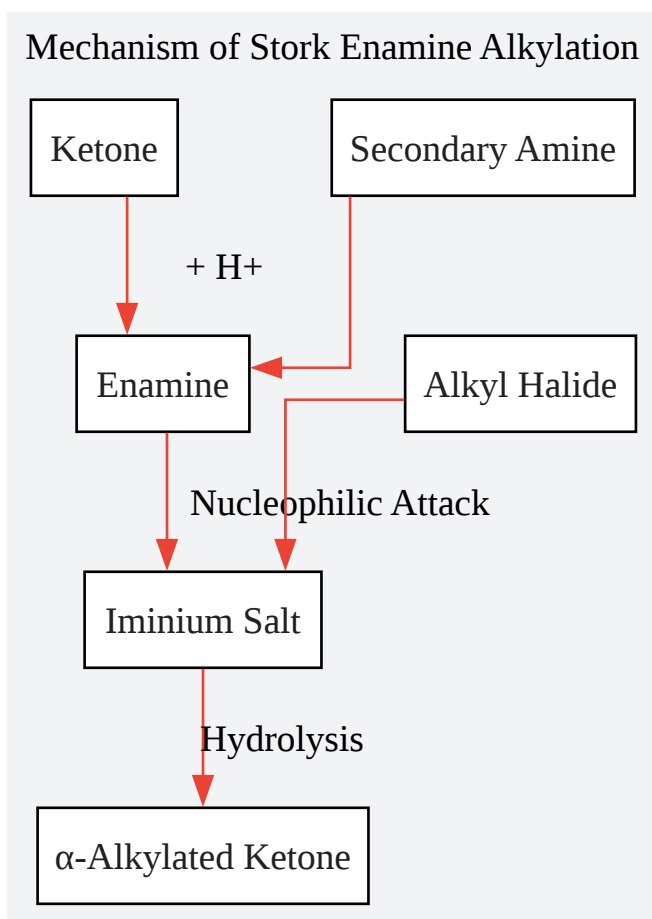 Mechanism of Stork Enamine Alkylation
Ketone
Secondary Amine
+ H+
Enamine
Alkyl Halide
Nucleophilic Attack
Iminium Salt
Hydrolysis
α-Alkylated Ketone